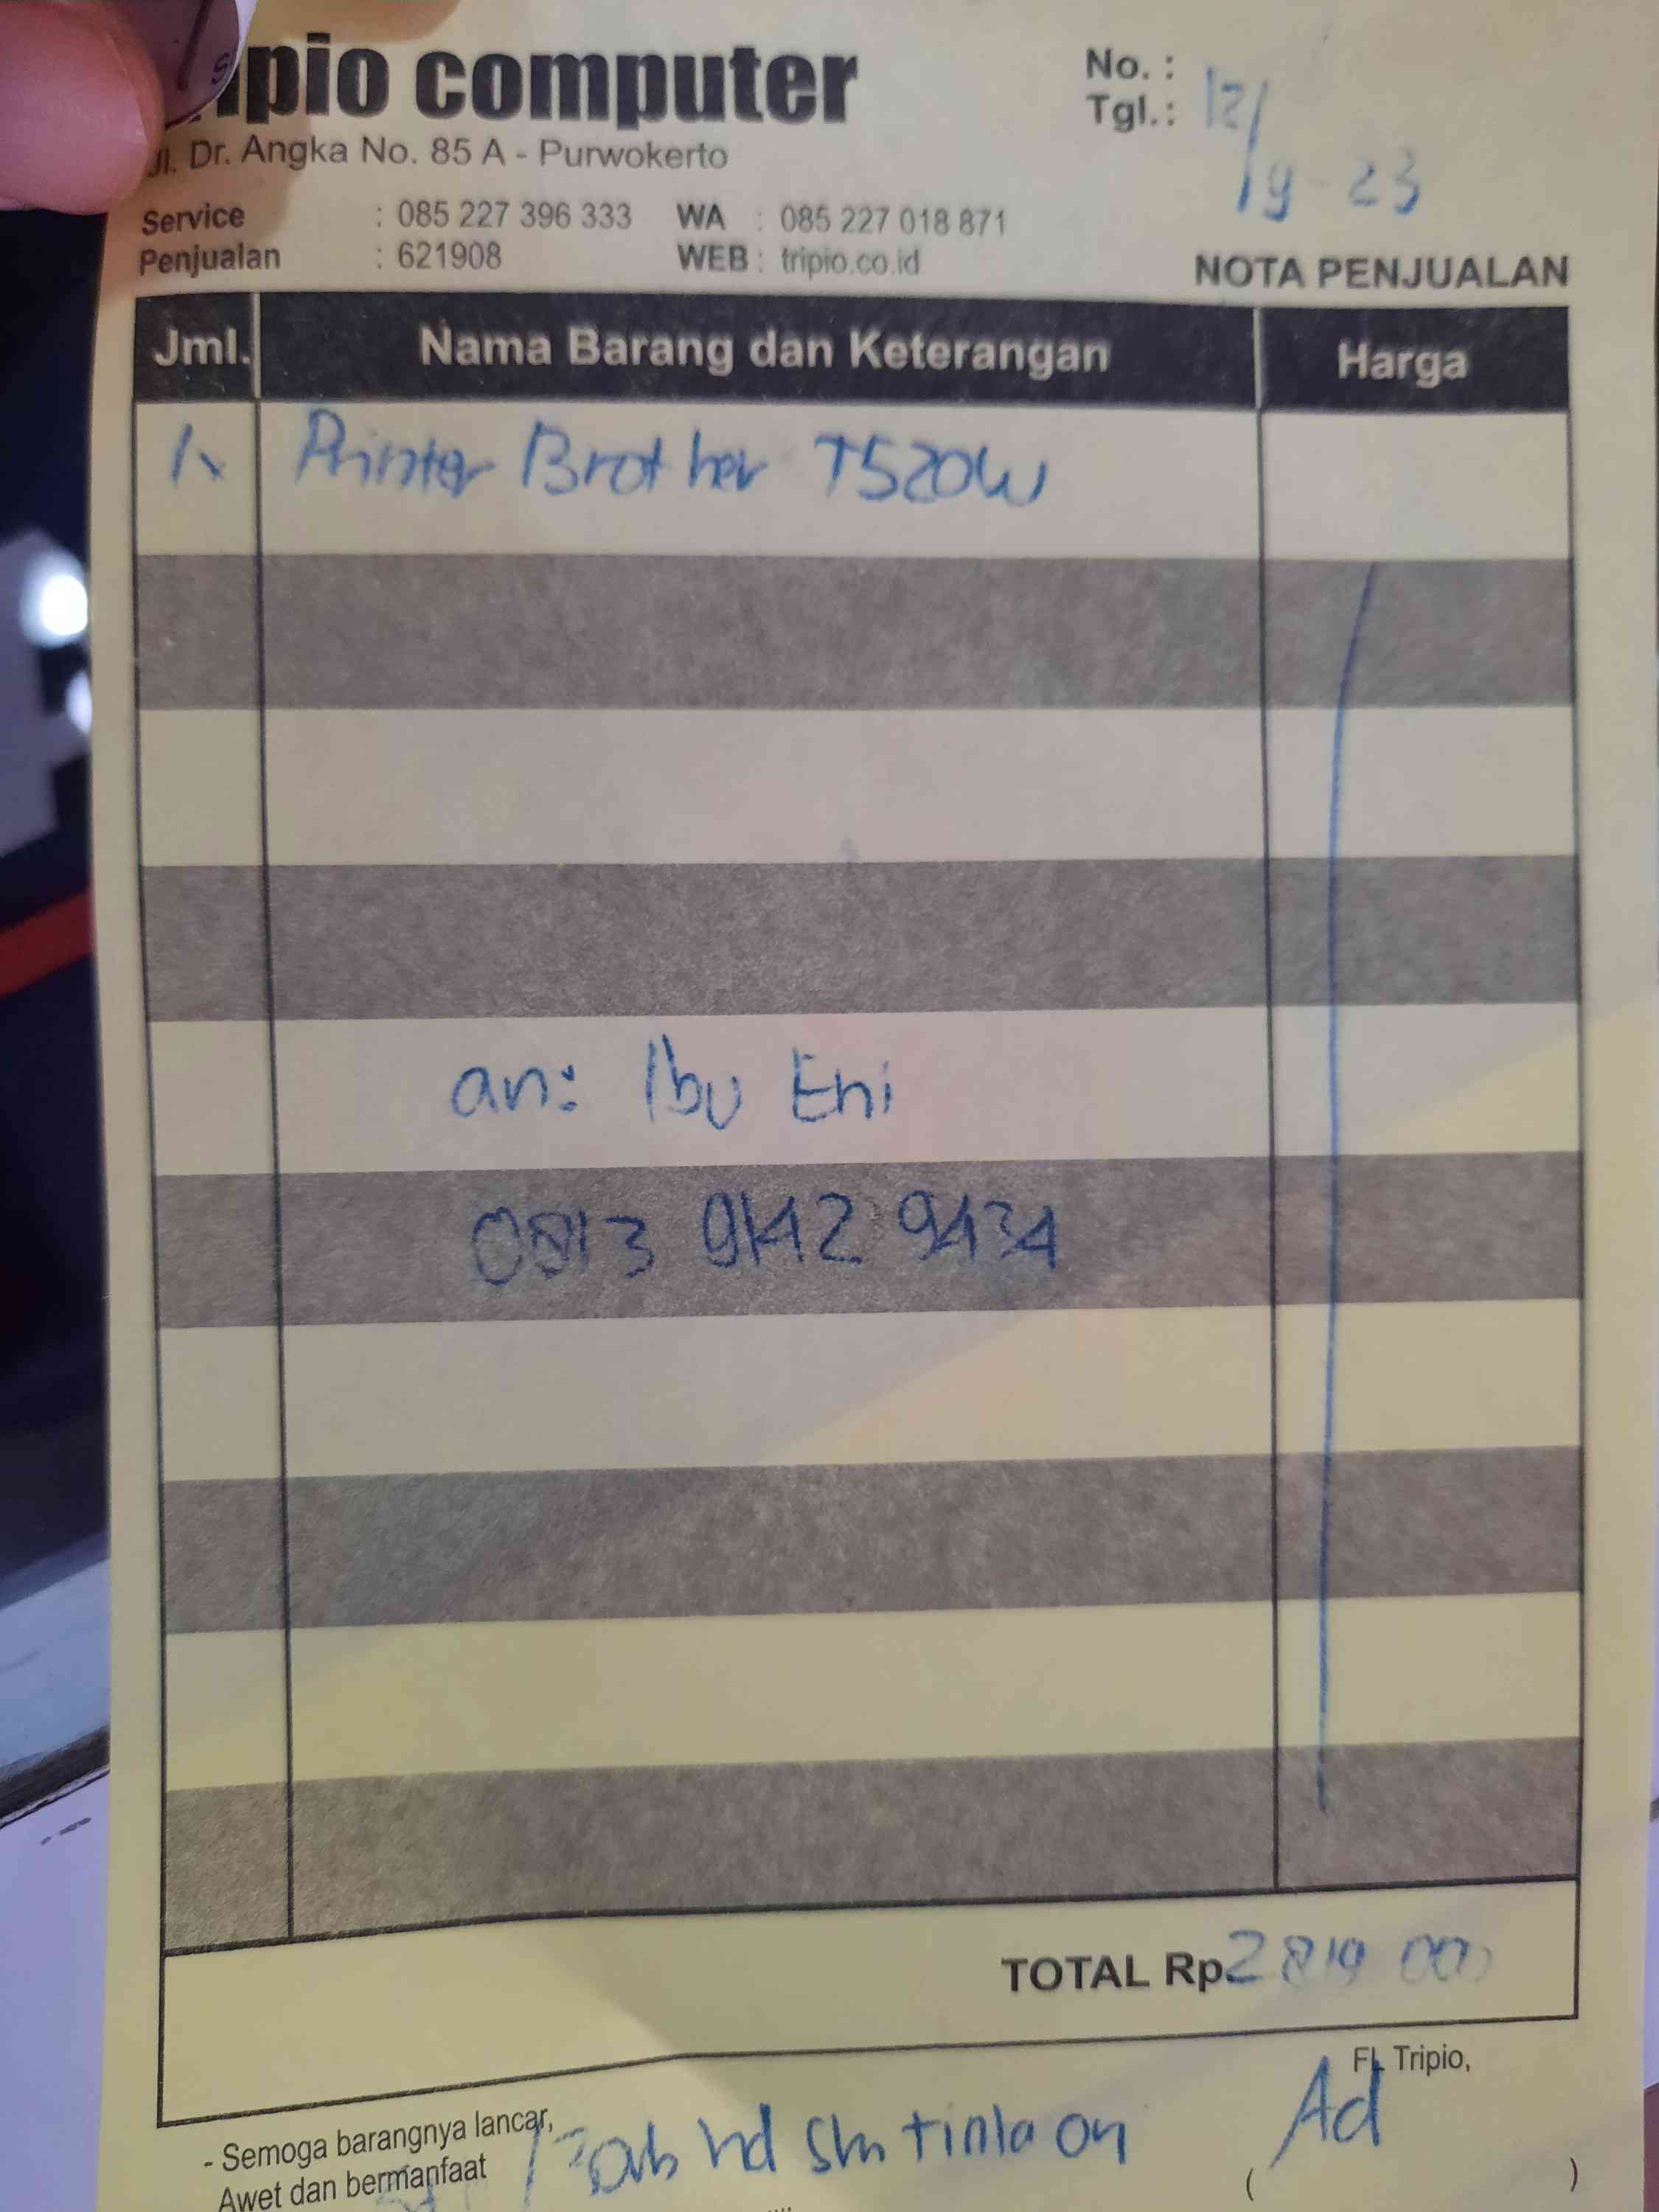 ipio computer
No. :
Tgl.: 12/9-23
Jl. Dr. Angka No. 85 A - Purwokerto
Service : 085 227 396 333 WA : 085 227 018 871
Penjualan : 621908 WEB : tripio.co.id
NOTA PENJUALAN
Jml. Nama Barang dan Keterangan Harga
1x Printer Brother T520W
an: Ibu Eni
0813 9142 9434
TOTAL Rp 2 819 000
Tripio,
Ad
- Semoga barangnya lancar,
Awet dan bermanfaat
( )